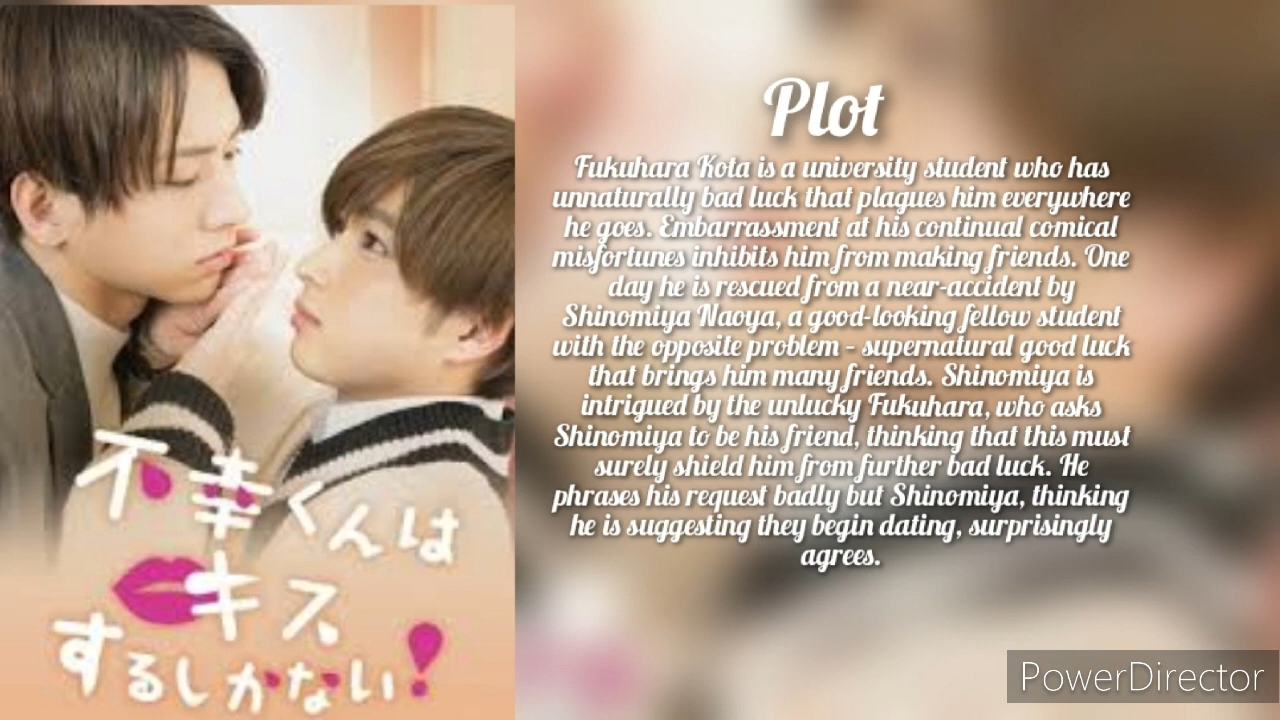 不幸くんは
キス
するしかない!
Plot
Fukuhara Kota is a university student who has
unnaturally bad luck that plagues him everywhere
he goes. Embarrassment at his continual comical
misfortunes inhibits him from making friends. One
day he is rescued from a near-accident by
Shinomiya Naoya, a good-looking fellow student
with the opposite problem – supernatural good luck
that brings him many friends. Shinomiya is
intrigued by the unlucky Fukuhara, who asks
Shinomiya to be his friend, thinking that this must
surely shield him from further bad luck. He
phrases his request badly but Shinomiya, thinking
he is suggesting they begin dating, surprisingly
agrees.
PowerDirector